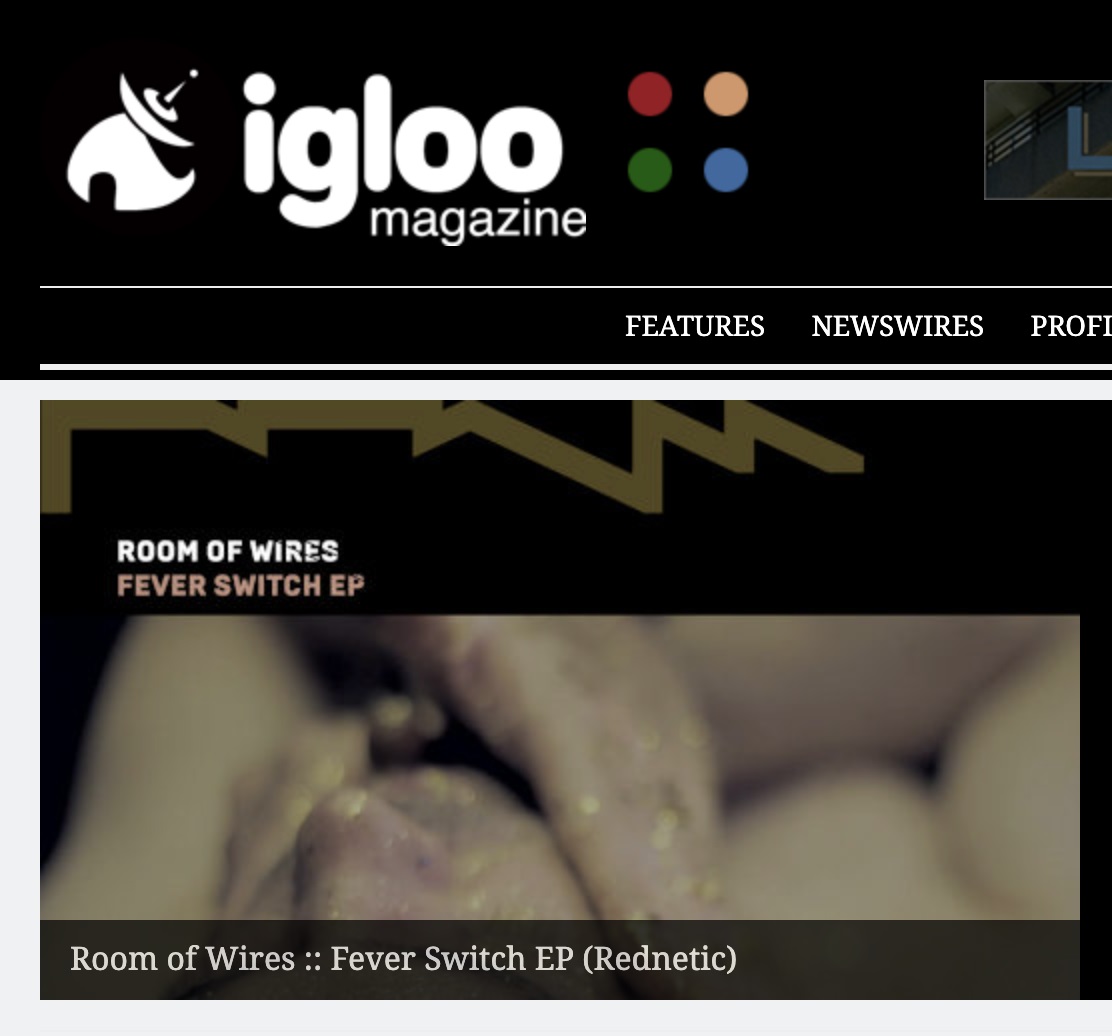 igloo
magazine
FEATURES NEWSWIRES PROFI
ROOM OF WIRES
FEVER SWITCH EP
Room of Wires :: Fever Switch EP (Rednetic)